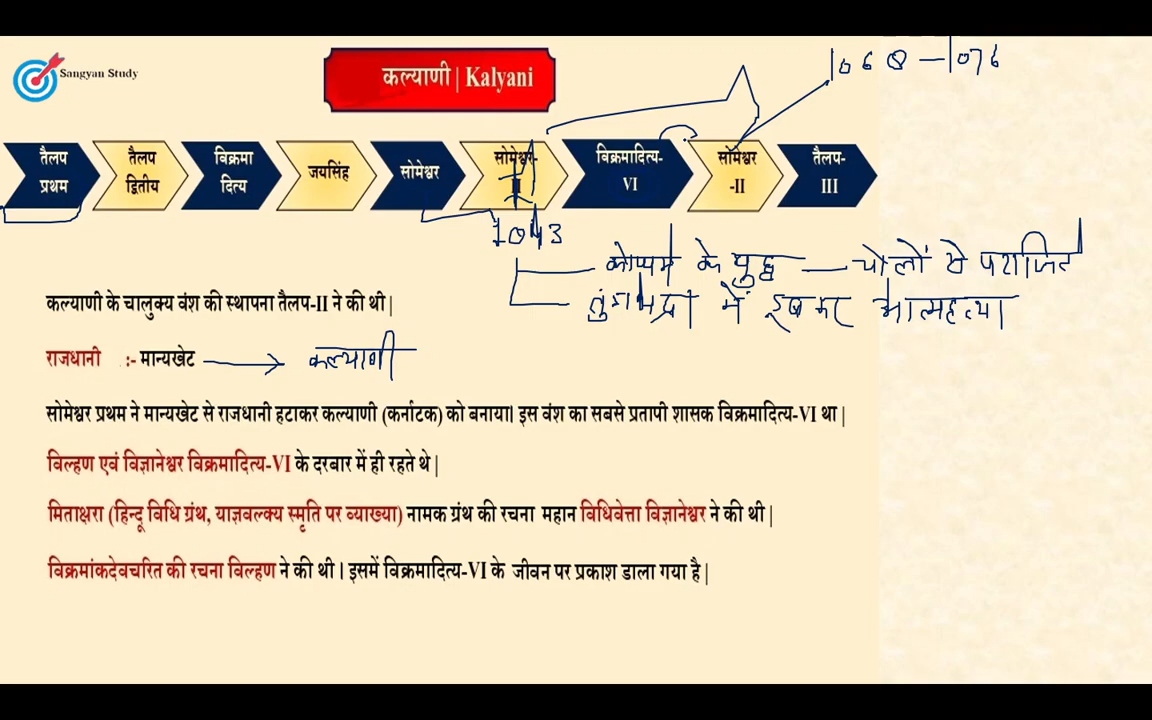 Sangyan Study
कल्याणी | Kalyani
1068 – 1076
तैलप प्रथम
तैलप द्वितीय
विक्रमा दित्य
जयसिंह
सोमेश्वर
सोमेश्वर-I
विक्रमादित्य-VI
सोमेश्वर -II
तैलप-III
1043
कोप्पम के युद्ध — चोलों से पराजित
तुंगभद्रा में डूबकर आत्महत्या
कल्याणी के चालुक्य वंश की स्थापना तैलप-II ने की थी |
राजधानी :- मान्यखेट → कल्याणी
सोमेश्वर प्रथम ने मान्यखेट से राजधानी हटाकर कल्याणी (कर्नाटक) को बनाया। इस वंश का सबसे प्रतापी शासक विक्रमादित्य-VI था |
विल्हण एवं विज्ञानेश्वर विक्रमादित्य-VI के दरबार में ही रहते थे |
मिताक्षरा (हिन्दू विधि ग्रंथ, याज्ञवल्क्य स्मृति पर व्याख्या) नामक ग्रंथ की रचना महान विधिवेत्ता विज्ञानेश्वर ने की थी |
विक्रमांकदेवचरित की रचना विल्हण ने की थी । इसमें विक्रमादित्य-VI के जीवन पर प्रकाश डाला गया है |